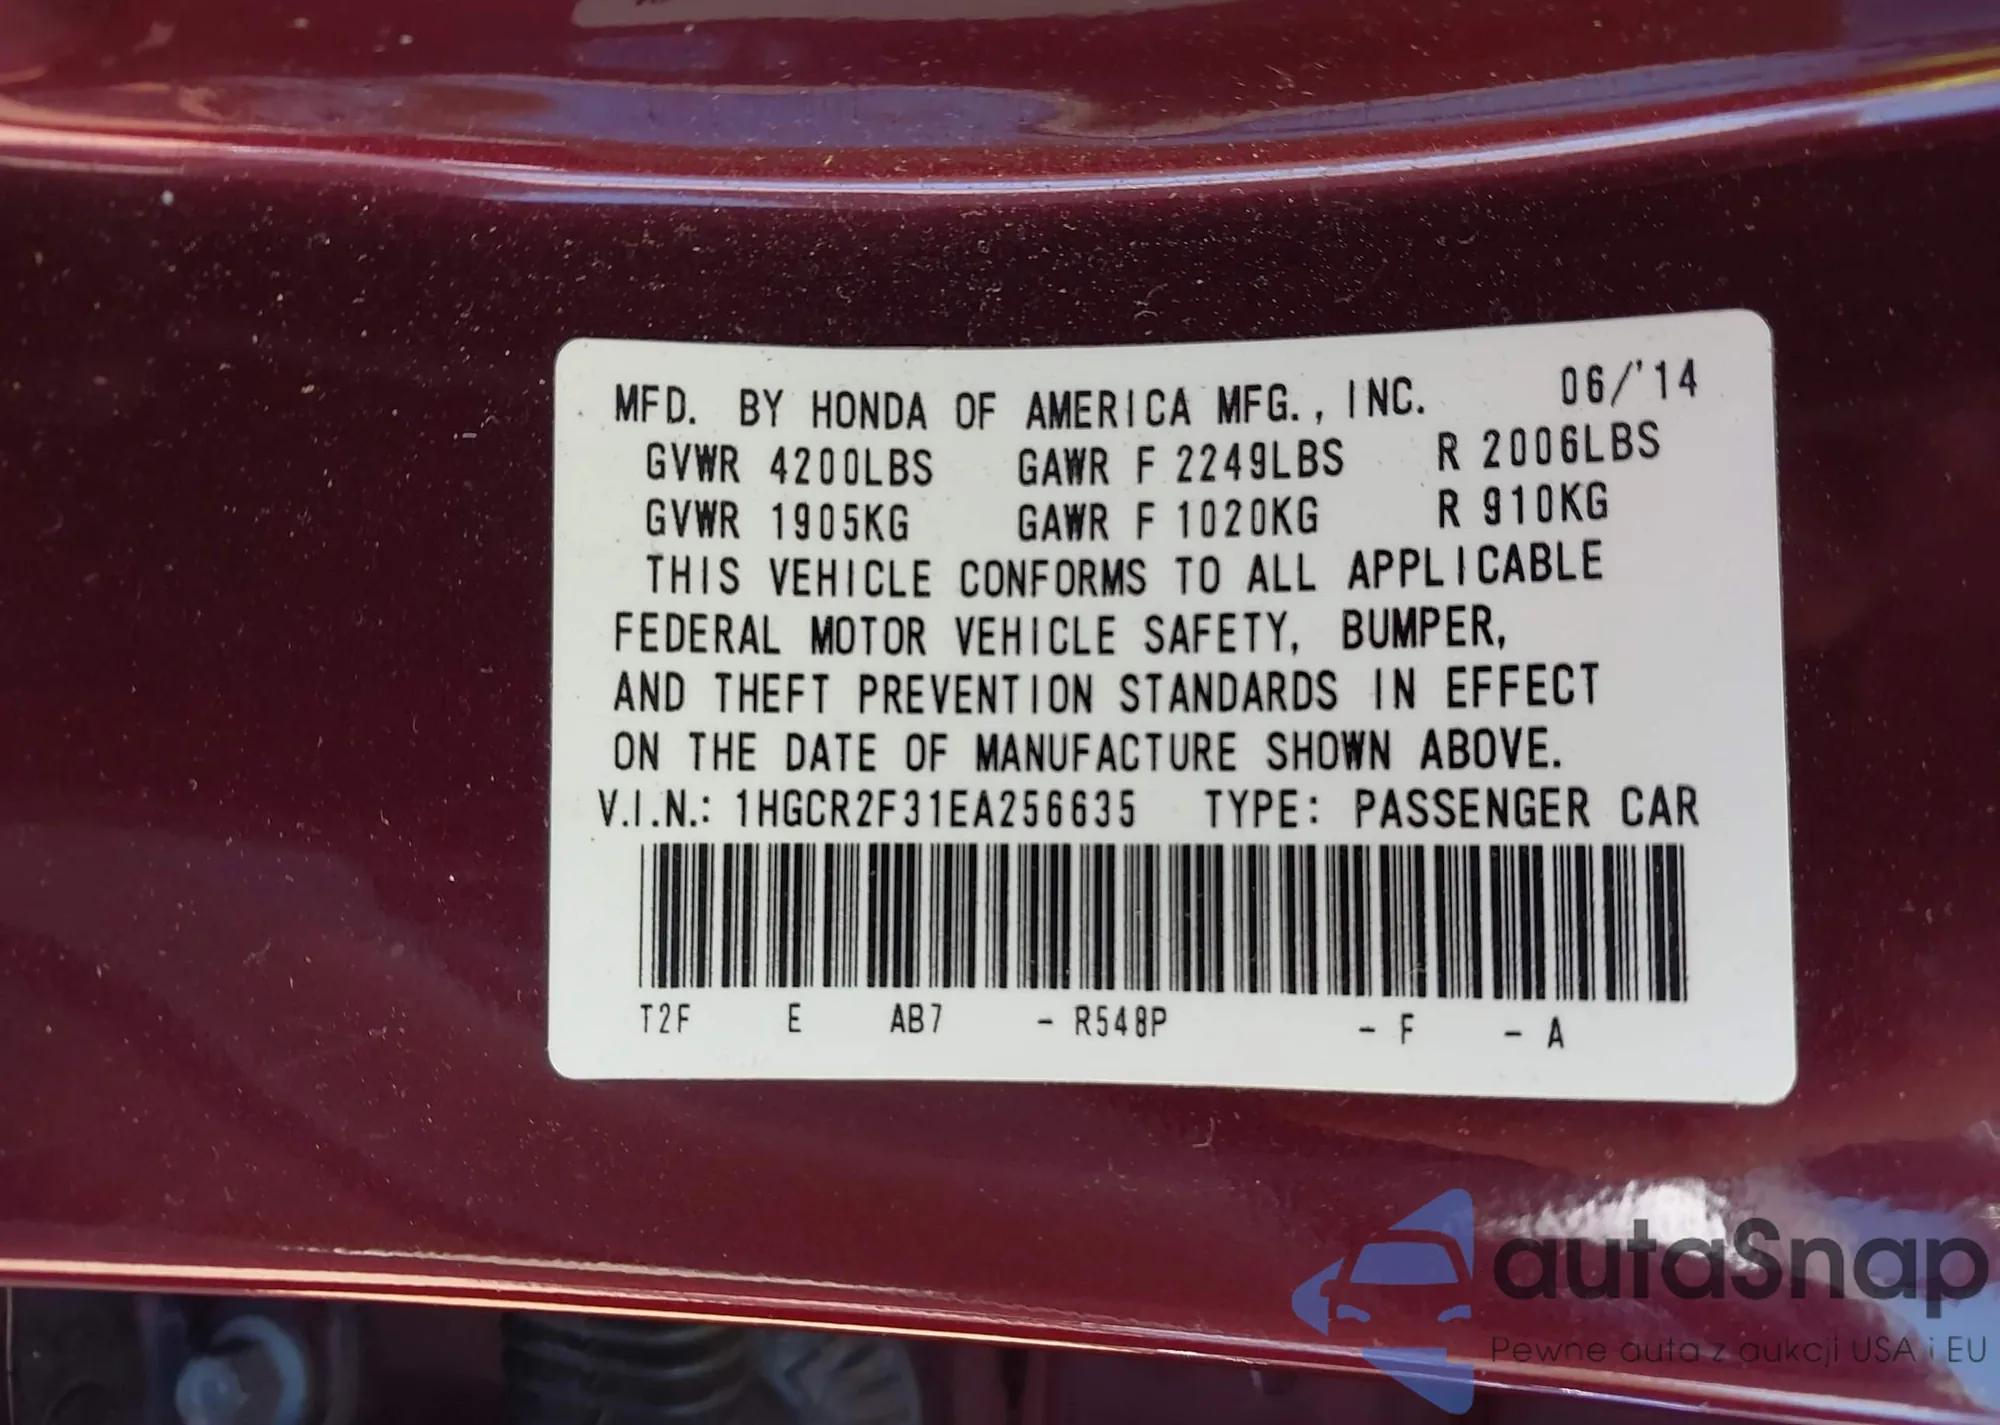 MFD. BY HONDA OF AMERICA MFG., INC. 06/'14
GVWR 4200LBS GAWR F 2249LBS R 2006LBS
GVWR 1905KG GAWR F 1020KG R 910KG
THIS VEHICLE CONFORMS TO ALL APPLICABLE
FEDERAL MOTOR VEHICLE SAFETY, BUMPER,
AND THEFT PREVENTION STANDARDS IN EFFECT
ON THE DATE OF MANUFACTURE SHOWN ABOVE.
V.I.N.: 1HGCR2F31EA256635 TYPE: PASSENGER CAR
T2F E AB7 - R548P - F - A
autaSnap
Pewne auta z aukcji USA i EU